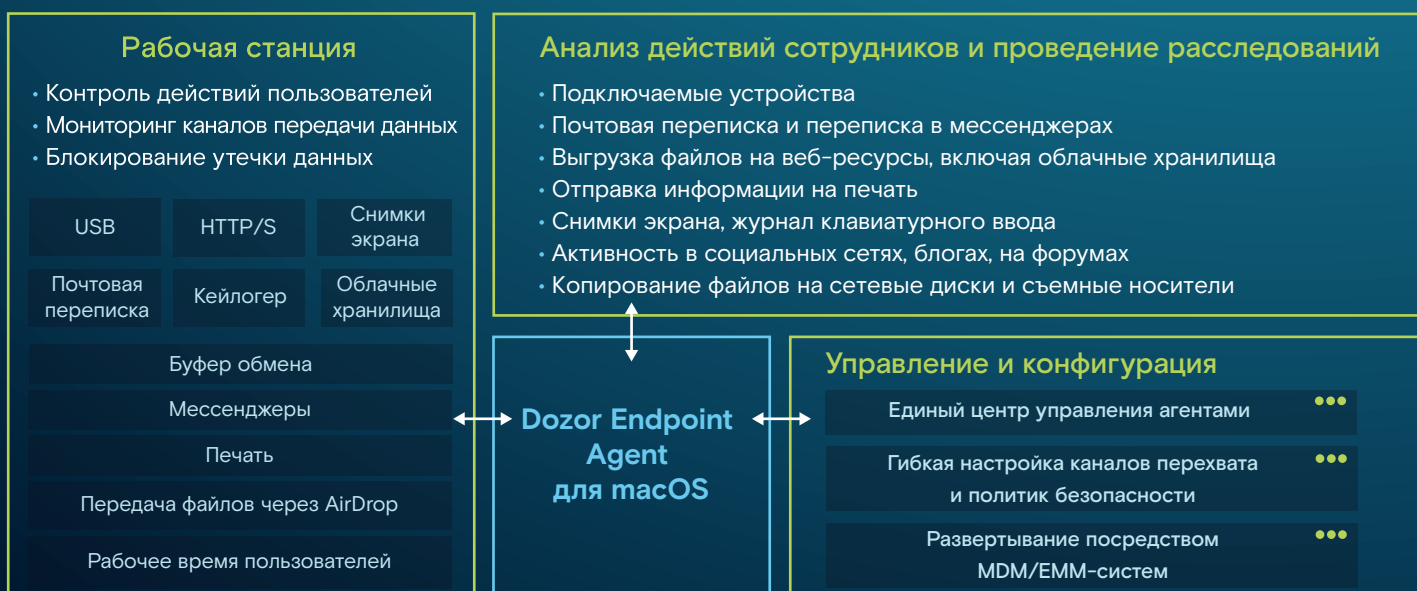 Рабочая станция
• Контроль действий пользователей
• Мониторинг каналов передачи данных
• Блокирование утечки данных
USB
HTTP/S
Снимки
экрана
Почтовая
переписка
Кейлогер
Облачные
хранилища
Буфер обмена
Мессенджеры
Печать
Передача файлов через AirDrop
Рабочее время пользователей
Анализ действий сотрудников и проведение расследований
• Подключаемые устройства
• Почтовая переписка и переписка в мессенджерах
• Выгрузка файлов на веб-ресурсы, включая облачные хранилища
• Отправка информации на печать
• Снимки экрана, журнал клавиатурного ввода
• Активность в социальных сетях, блогах, на форумах
• Копирование файлов на сетевые диски и съемные носители
Dozor Endpoint
Agent
для macOS
Управление и конфигурация
Единый центр управления агентами
Гибкая настройка каналов перехвата
и политик безопасности
Развертывание посредством
MDM/EMM-систем